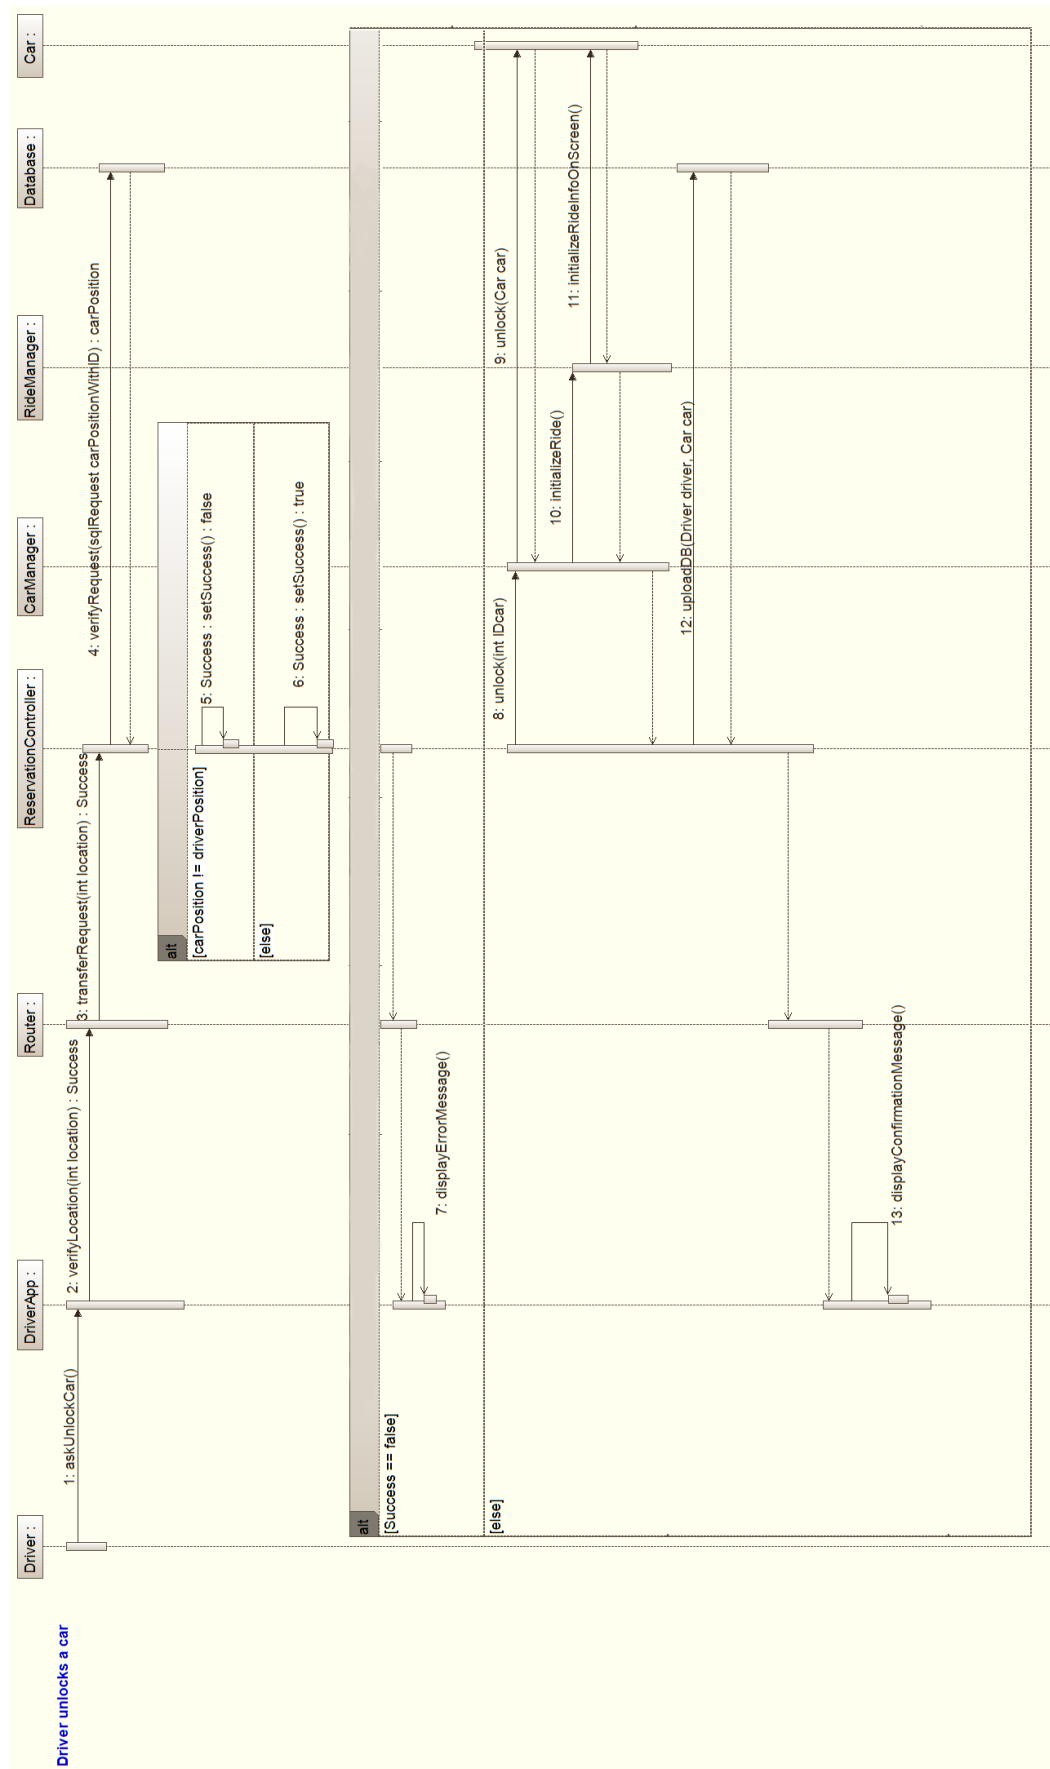 Driver unlocks a car
Driver :
DriverApp :
Router :
ReservationController :
CarManager :
RideManager :
Database :
Car :
1: askUnlockCar()
2: verifyLocation(int location) : Success
3: transferRequest(int location) : Success
4: verifyRequest(sqlRequest carPositionWithID) : carPosition
alt
[carPosition != driverPosition]
5: Success : setSuccess() : false
[else]
6: Success : setSuccess() : true
alt
[Success == false]
7: displayErrorMessage()
[else]
8: unlock(int IDcar)
9: unlock(Car car)
10: initializeRide()
11: initializeRideInfoOnScreen()
12: uploadDB(Driver driver, Car car)
13: displayConfirmationMessage()